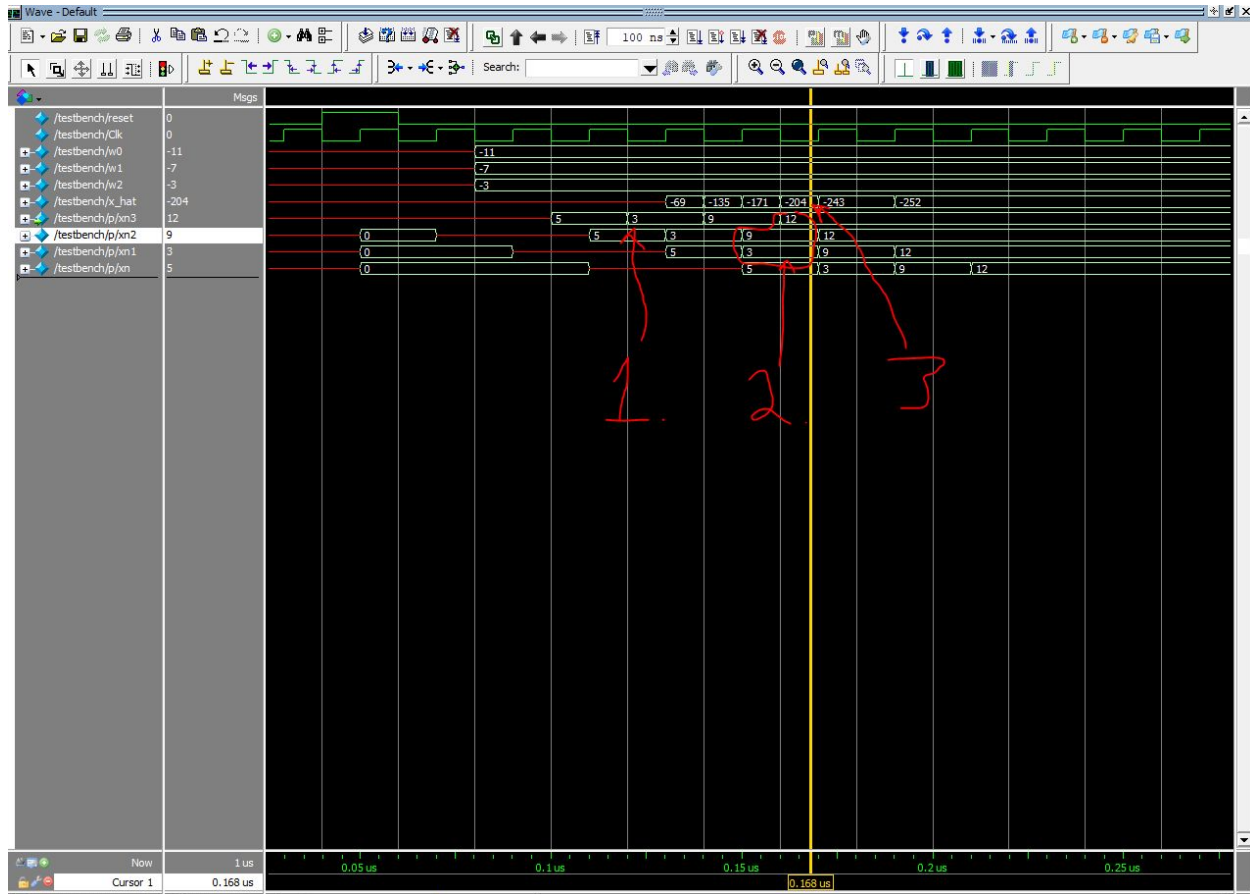 Wave - Default
100 ns
Search:
Msgs
/testbench/reset 0
/testbench/Clk 0
/testbench/w0 -11 -11
/testbench/w1 -7 -7
/testbench/w2 -3 -3
/testbench/x_hat -204 -69 -135 -171 -204 -243 -252
/testbench/p/xn3 12 5 3 9 12
/testbench/p/xn2 9 0 5 3 9 12
/testbench/p/xn1 3 0 5 3 9 12
/testbench/p/xn 5 0 5 3 9 12
1. 2. 3
Now 1 us 0.05 us 0.1 us 0.15 us 0.2 us 0.25 us
Cursor 1 0.168 us 0.168 us